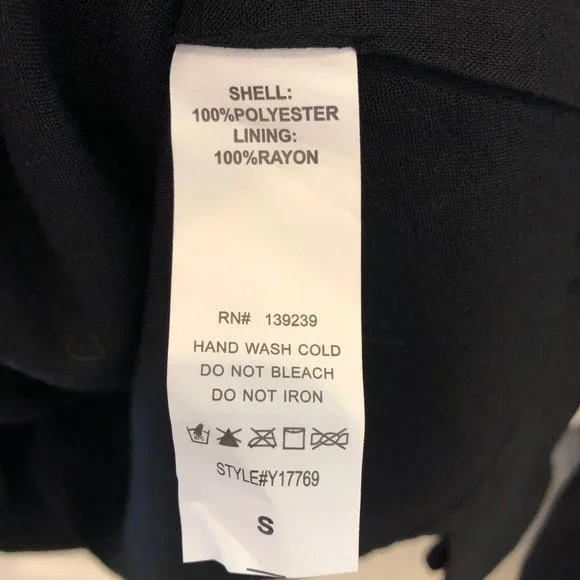 SHELL:
100%POLYESTER
LINING:
100%RAYON
RN# 139239
HAND WASH COLD
DO NOT BLEACH
DO NOT IRON
STYLE#Y17769
S